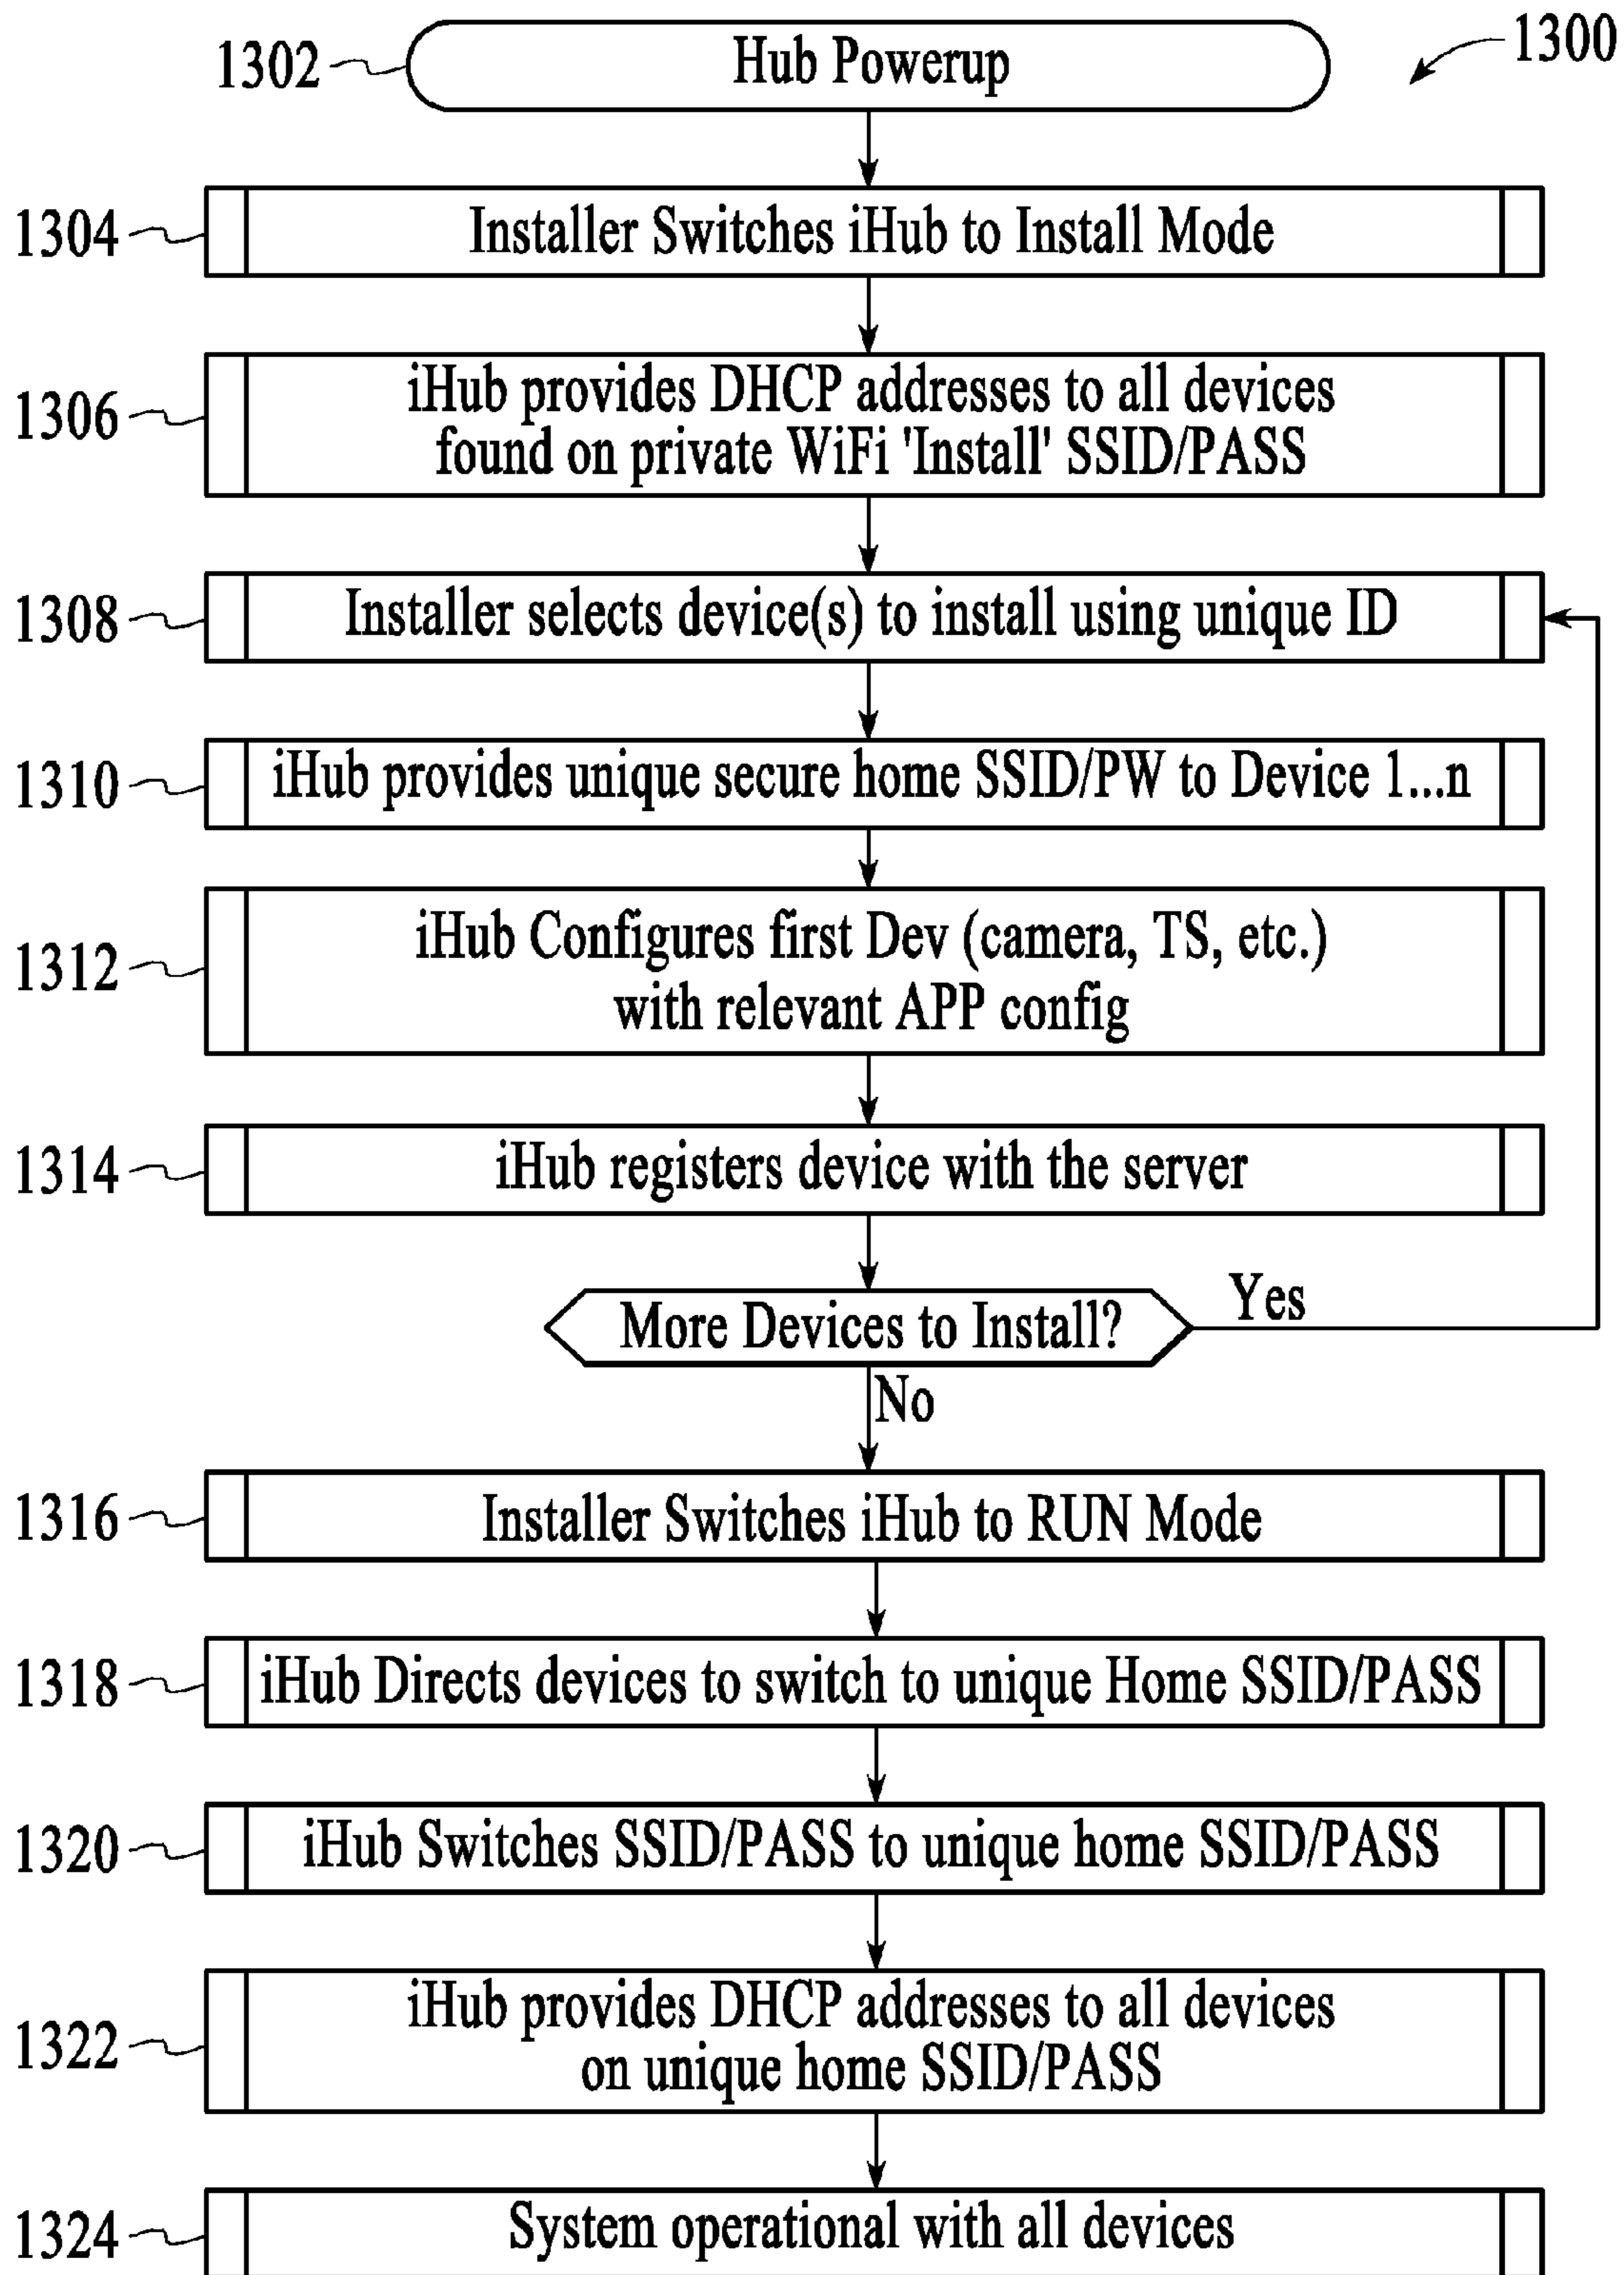 1300
1302
Hub Powerup
1304
Installer Switches iHub to Install Mode
1306
iHub provides DHCP addresses to all devices
found on private WiFi 'Install' SSID/PASS
1308
Installer selects device(s) to install using unique ID
1310
iHub provides unique secure home SSID/PW to Device 1...n
1312
iHub Configures first Dev (camera, TS, etc.)
with relevant APP config
1314
iHub registers device with the server
More Devices to Install?
Yes
No
1316
Installer Switches iHub to RUN Mode
1318
iHub Directs devices to switch to unique Home SSID/PASS
1320
iHub Switches SSID/PASS to unique home SSID/PASS
1322
iHub provides DHCP addresses to all devices
on unique home SSID/PASS
1324
System operational with all devices